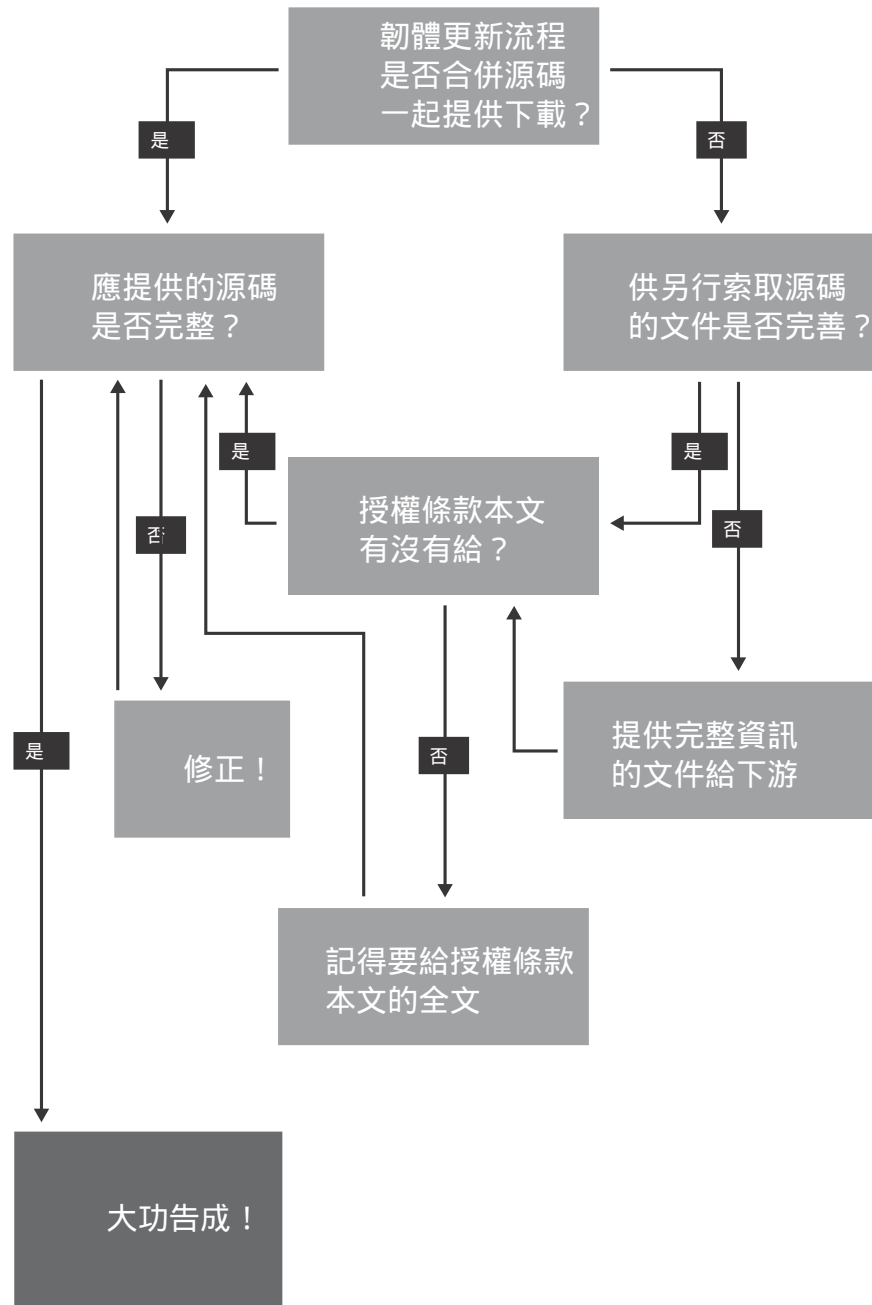 韌體更新流程
是否合併源碼
一起提供下載？
是
否
應提供的源碼
是否完整？
供另行索取源碼
的文件是否完善？
是
是
授權條款本文
有沒有給？
否
否
提供完整資訊
的文件給下游
是
否
修正！
記得要給授權條款
本文的全文
大功告成！